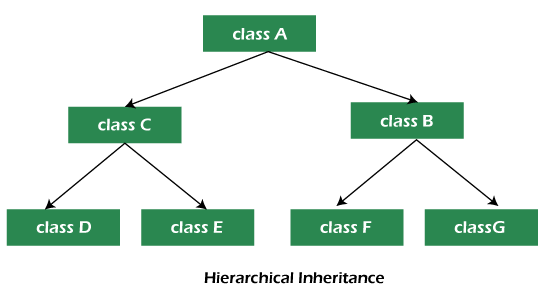 class A
class C
class B
class D
class E
class F
classG
Hierarchical Inheritance